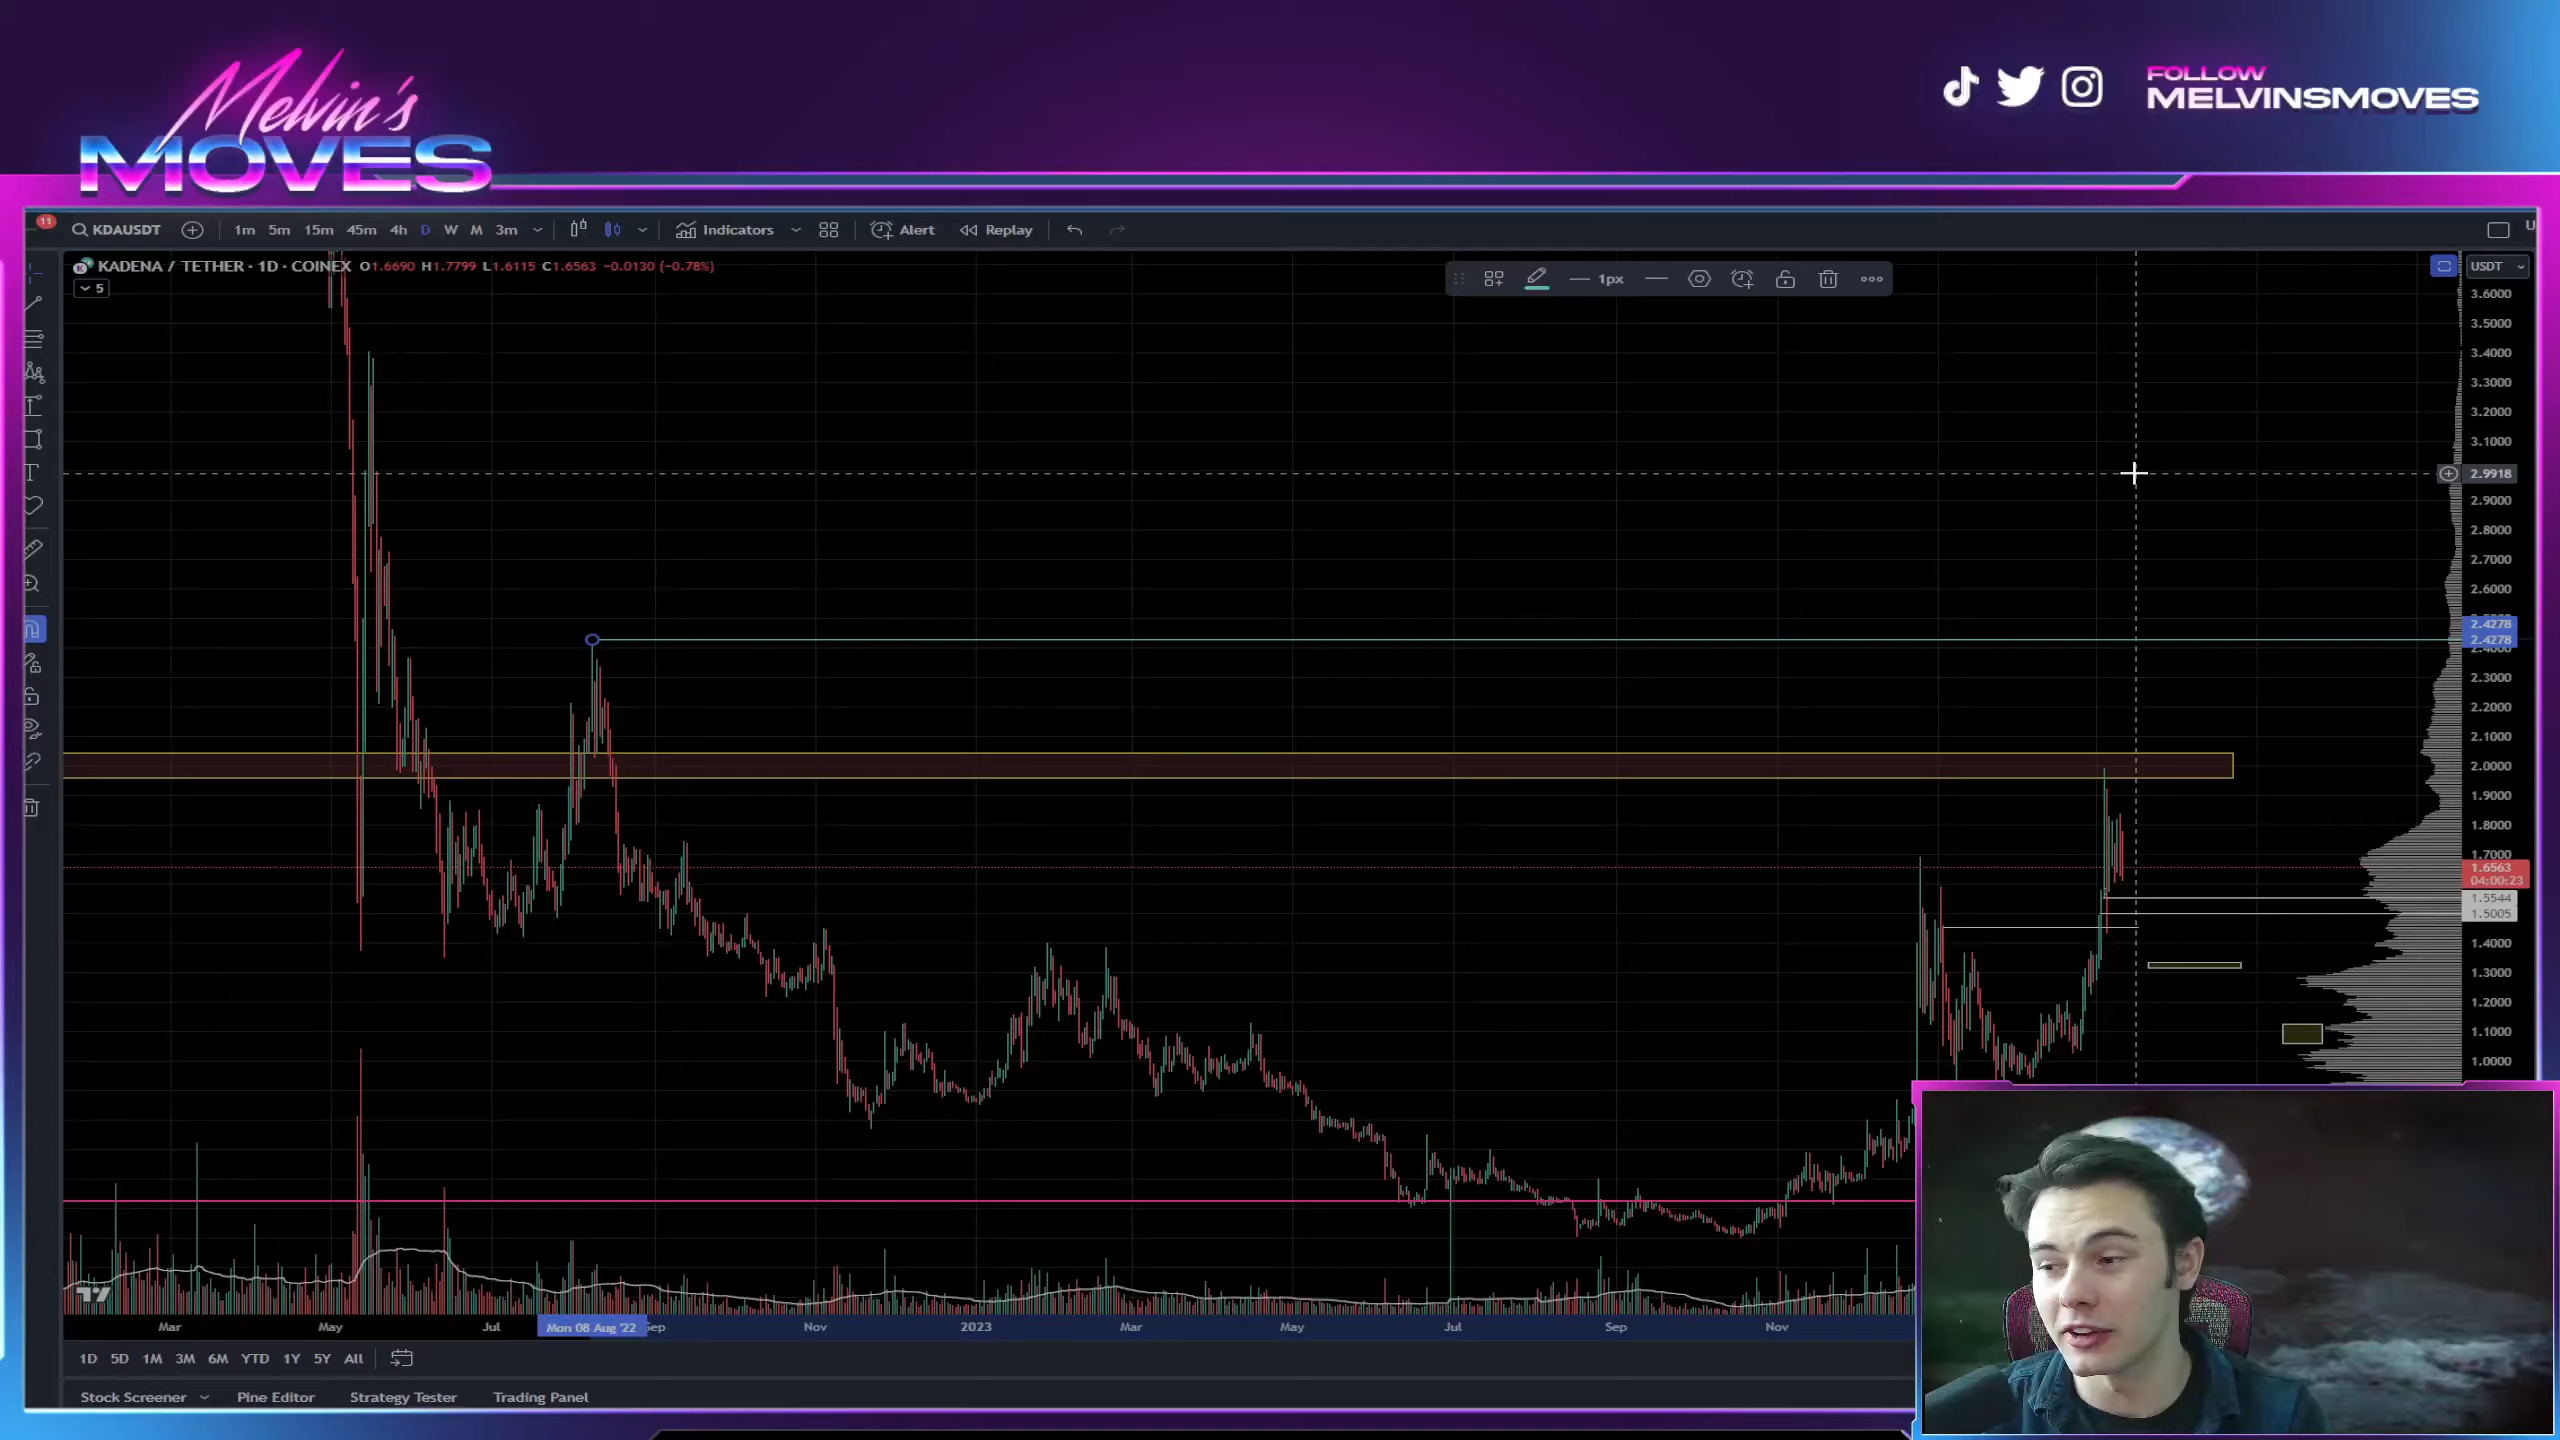 Melvin's
MOVES
FOLLOW
MELVINSMOVES
11
KDAUSDT
1m 5m 15m 45m 4h D W M 3m
Indicators
Alert
Replay
U
KADENA / TETHER · 1D · COINEX O1.6690 H1.7799 L1.6115 C1.6563 −0.0130 (−0.78%)
5
1px
USDT
3.6000
3.5000
3.4000
3.3000
3.2000
3.1000
2.9918
2.9000
2.8000
2.7000
2.6000
2.4278
2.4278
2.4000
2.3000
2.2000
2.1000
2.0000
1.9000
1.8000
1.7000
1.6563
04:00:23
1.5544
1.5005
1.4000
1.3000
1.2000
1.1000
1.0000
Mar May Jul Mon 08 Aug '22 Sep Nov 2023 Mar May Jul Sep Nov
1D 5D 1M 3M 6M YTD 1Y 5Y All
Stock Screener Pine Editor Strategy Tester Trading Panel